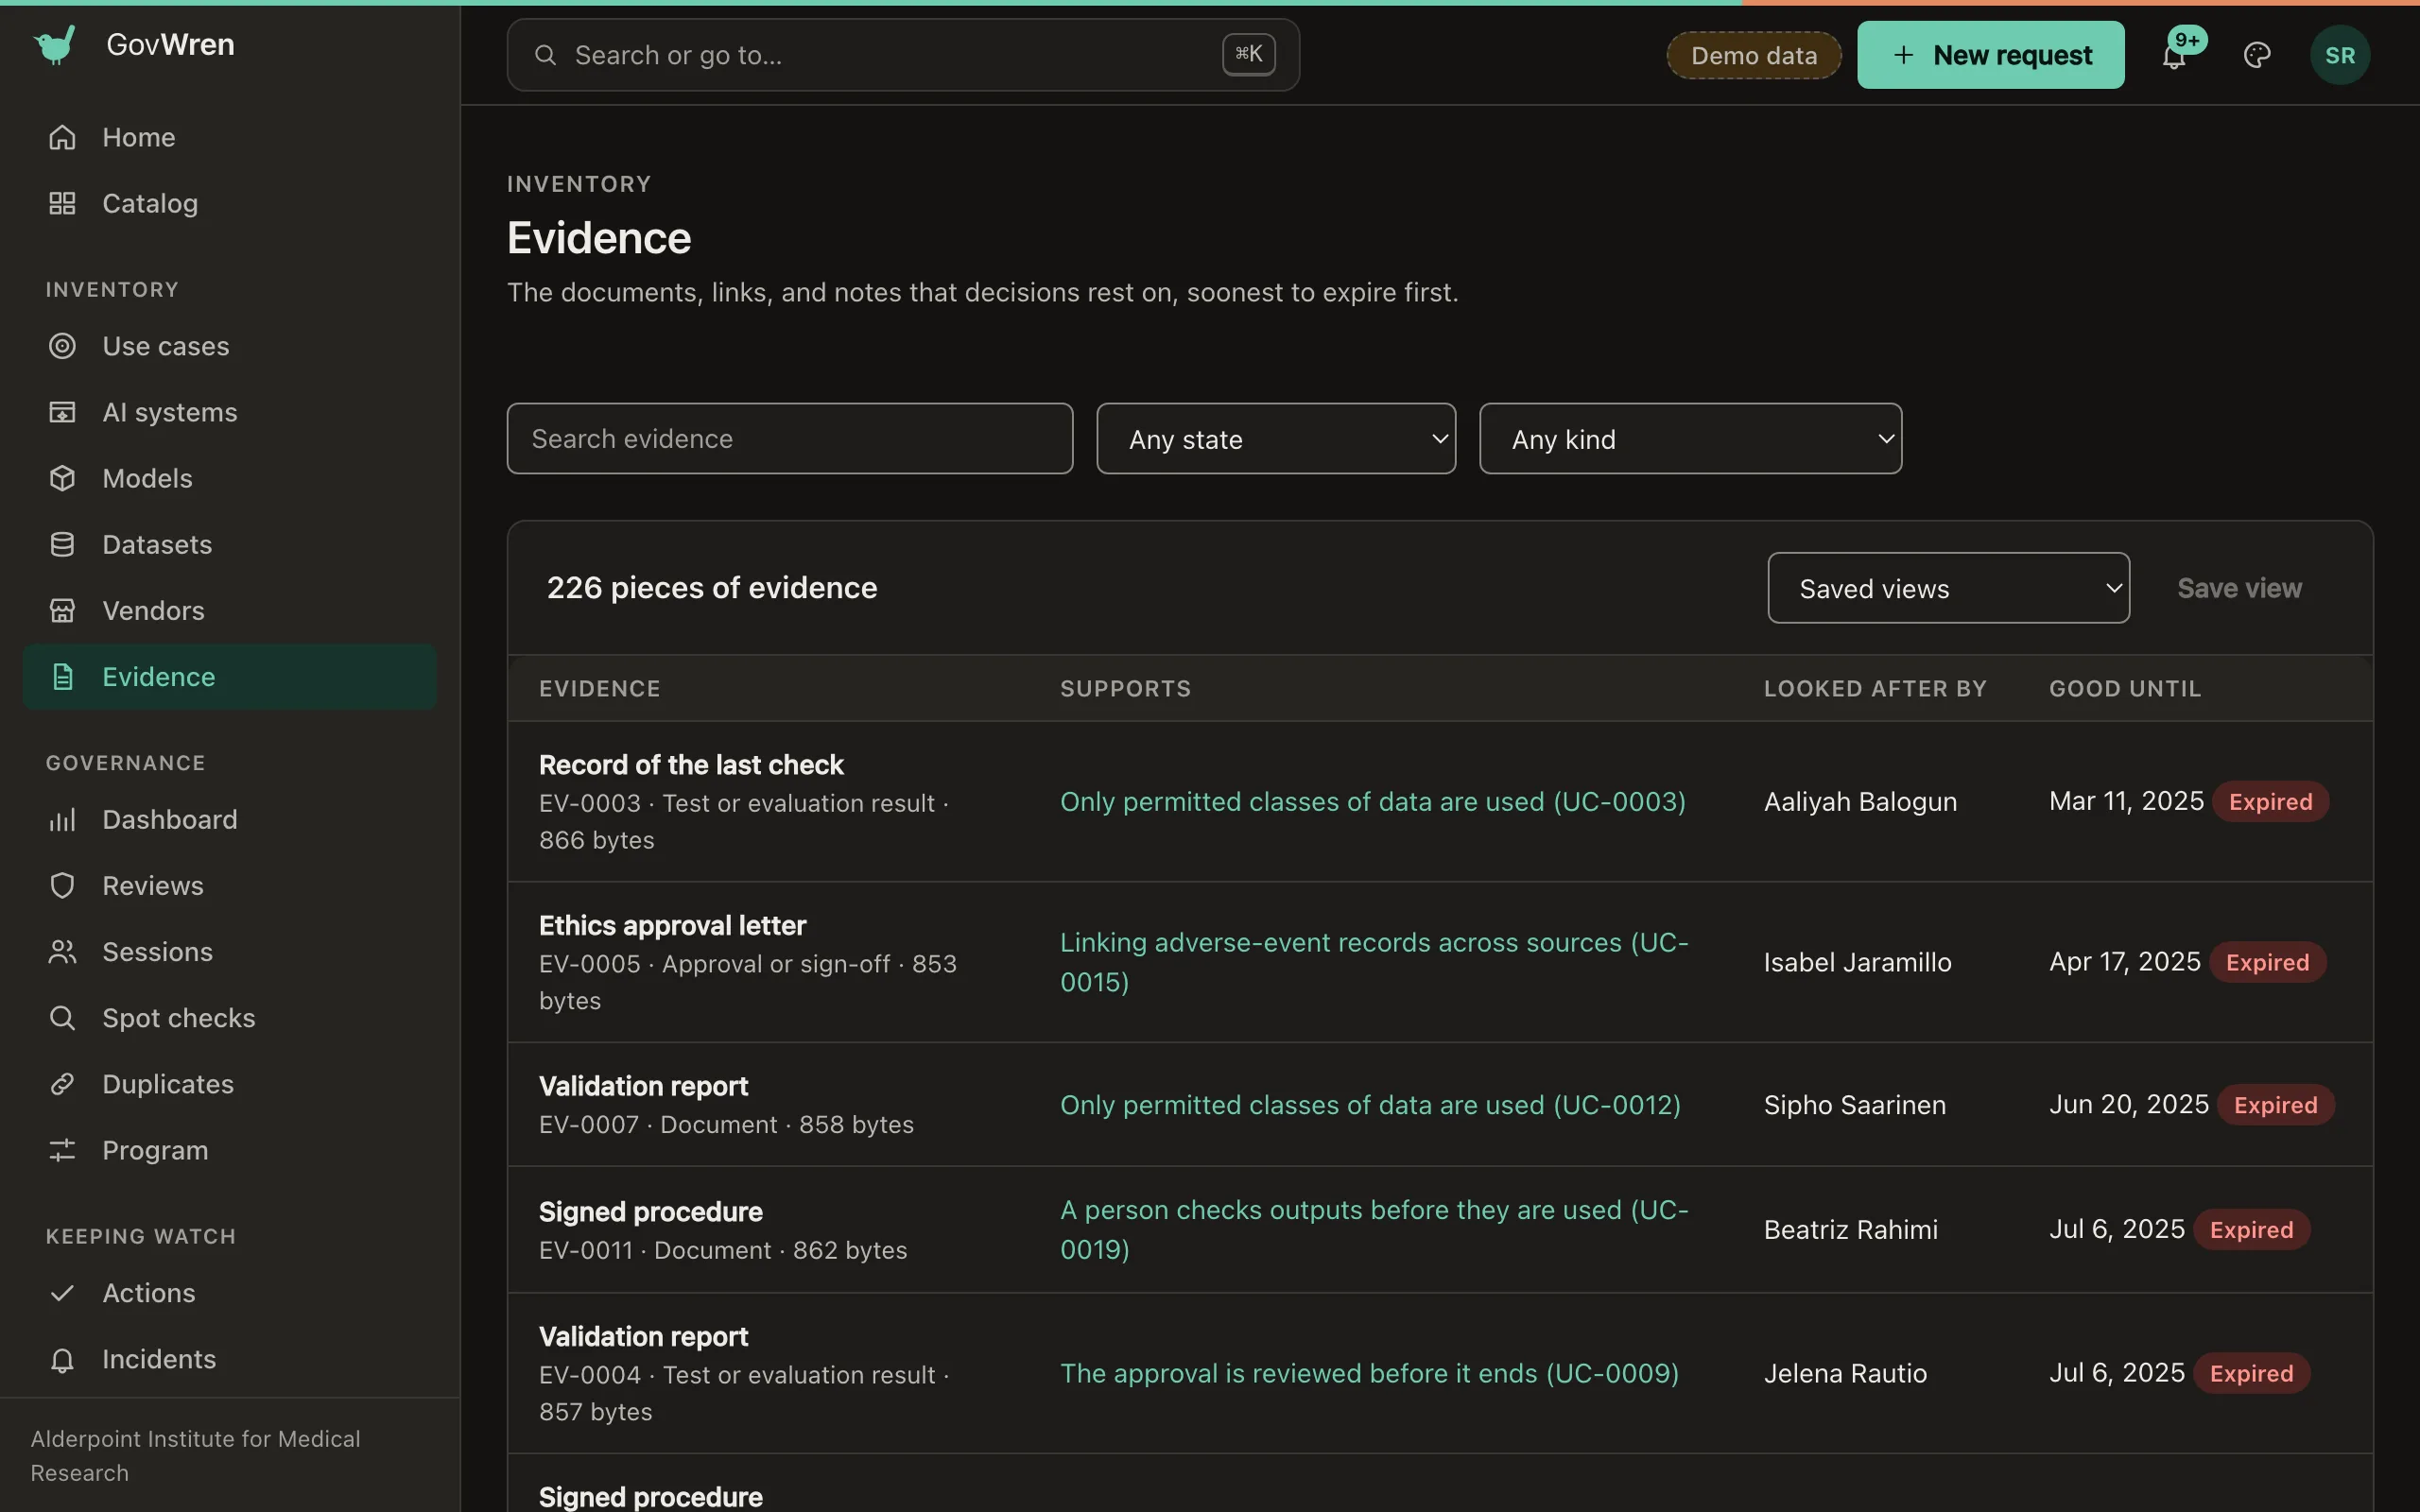 GovWren
Search or go to...
⌘K
Demo data
+ New request
9+
SR
Home
Catalog
INVENTORY
Use cases
AI systems
Models
Datasets
Vendors
Evidence
GOVERNANCE
Dashboard
Reviews
Sessions
Spot checks
Duplicates
Program
KEEPING WATCH
Actions
Incidents
Alderpoint Institute for Medical
Research
INVENTORY
Evidence
The documents, links, and notes that decisions rest on, soonest to expire first.
Search evidence
Any state
Any kind
226 pieces of evidence
Saved views
Save view
EVIDENCE
SUPPORTS
LOOKED AFTER BY
GOOD UNTIL
Record of the last check
EV-0003 · Test or evaluation result ·
866 bytes
Only permitted classes of data are used (UC-0003)
Aaliyah Balogun
Mar 11, 2025 Expired
Ethics approval letter
EV-0005 · Approval or sign-off · 853
bytes
Linking adverse-event records across sources (UC-
0015)
Isabel Jaramillo
Apr 17, 2025 Expired
Validation report
EV-0007 · Document · 858 bytes
Only permitted classes of data are used (UC-0012)
Sipho Saarinen
Jun 20, 2025 Expired
Signed procedure
EV-0011 · Document · 862 bytes
A person checks outputs before they are used (UC-
0019)
Beatriz Rahimi
Jul 6, 2025 Expired
Validation report
EV-0004 · Test or evaluation result ·
857 bytes
The approval is reviewed before it ends (UC-0009)
Jelena Rautio
Jul 6, 2025 Expired
Signed procedure